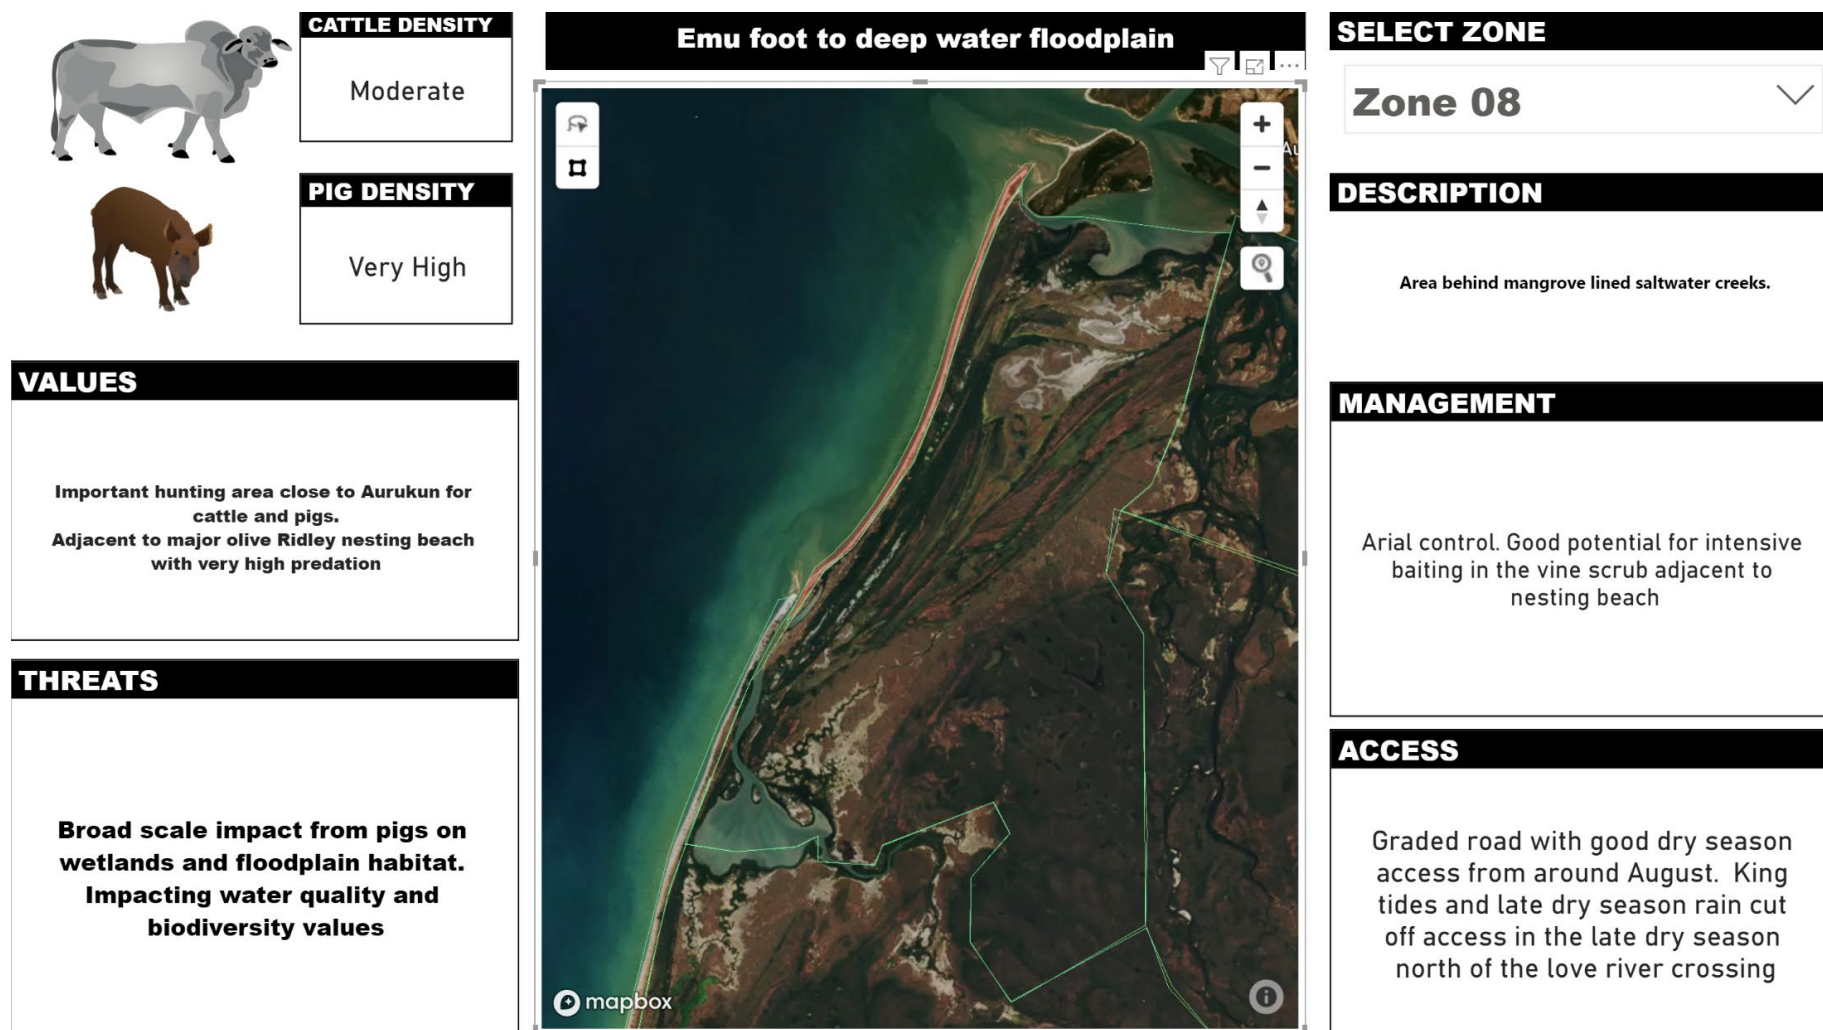 CATTLE DENSITY
Moderate
PIG DENSITY
Very High
VALUES
Important hunting area close to Aurukun for
cattle and pigs.
Adjacent to major olive Ridley nesting beach
with very high predation
THREATS
Broad scale impact from pigs on
wetlands and floodplain habitat.
Impacting water quality and
biodiversity values
Emu foot to deep water floodplain
Au
mapbox
SELECT ZONE
Zone 08
DESCRIPTION
Area behind mangrove lined saltwater creeks.
MANAGEMENT
Arial control. Good potential for intensive
baiting in the vine scrub adjacent to
nesting beach
ACCESS
Graded road with good dry season
access from around August. King
tides and late dry season rain cut
off access in the late dry season
north of the love river crossing